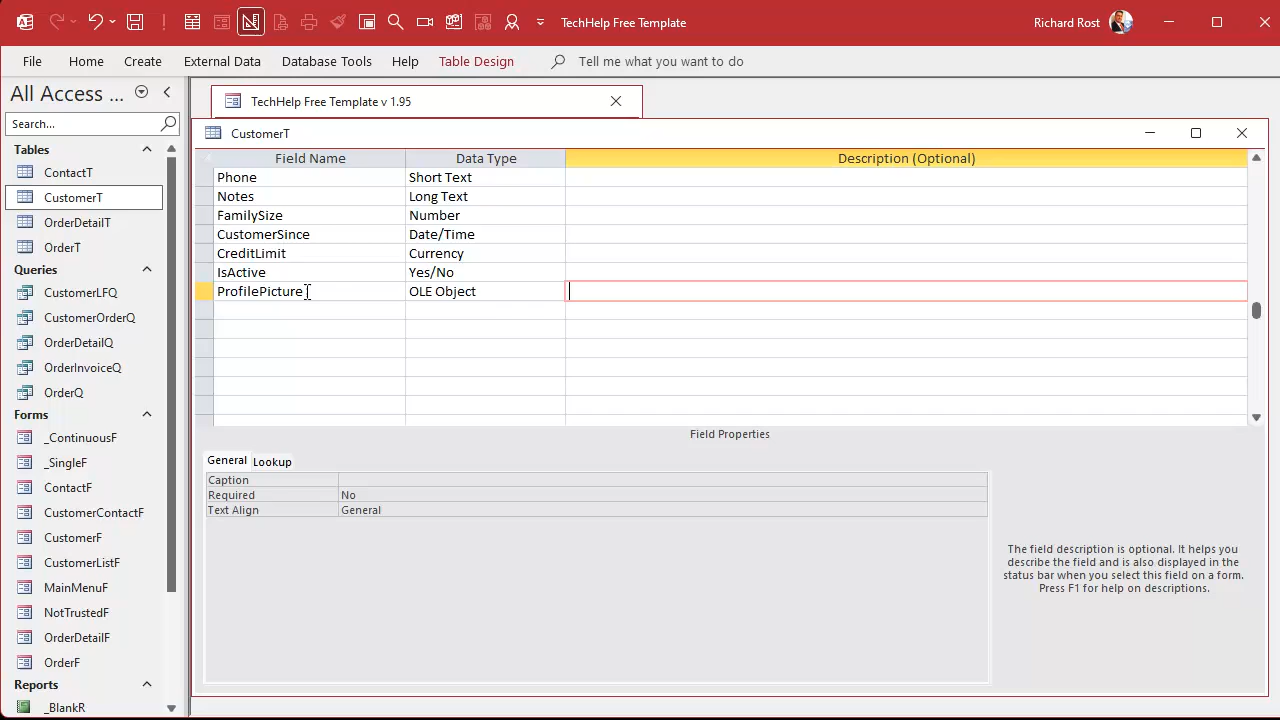 TechHelp Free Template
Richard Rost
File Home Create External Data Database Tools Help Table Design Tell me what you want to do
All Access ...
Search...
Tables
ContactT
CustomerT
OrderDetailT
OrderT
Queries
CustomerLFQ
CustomerOrderQ
OrderDetailQ
OrderInvoiceQ
OrderQ
Forms
_ContinuousF
_SingleF
ContactF
CustomerContactF
CustomerF
CustomerListF
MainMenuF
NotTrustedF
OrderDetailF
OrderF
Reports
_BlankR
TechHelp Free Template v 1.95
CustomerT
Field Name Data Type Description (Optional)
Phone Short Text
Notes Long Text
FamilySize Number
CustomerSince Date/Time
CreditLimit Currency
IsActive Yes/No
ProfilePicture OLE Object
Field Properties
General Lookup
Caption
Required No
Text Align General
The field description is optional. It helps you
describe the field and is also displayed in the
status bar when you select this field on a form.
Press F1 for help on descriptions.